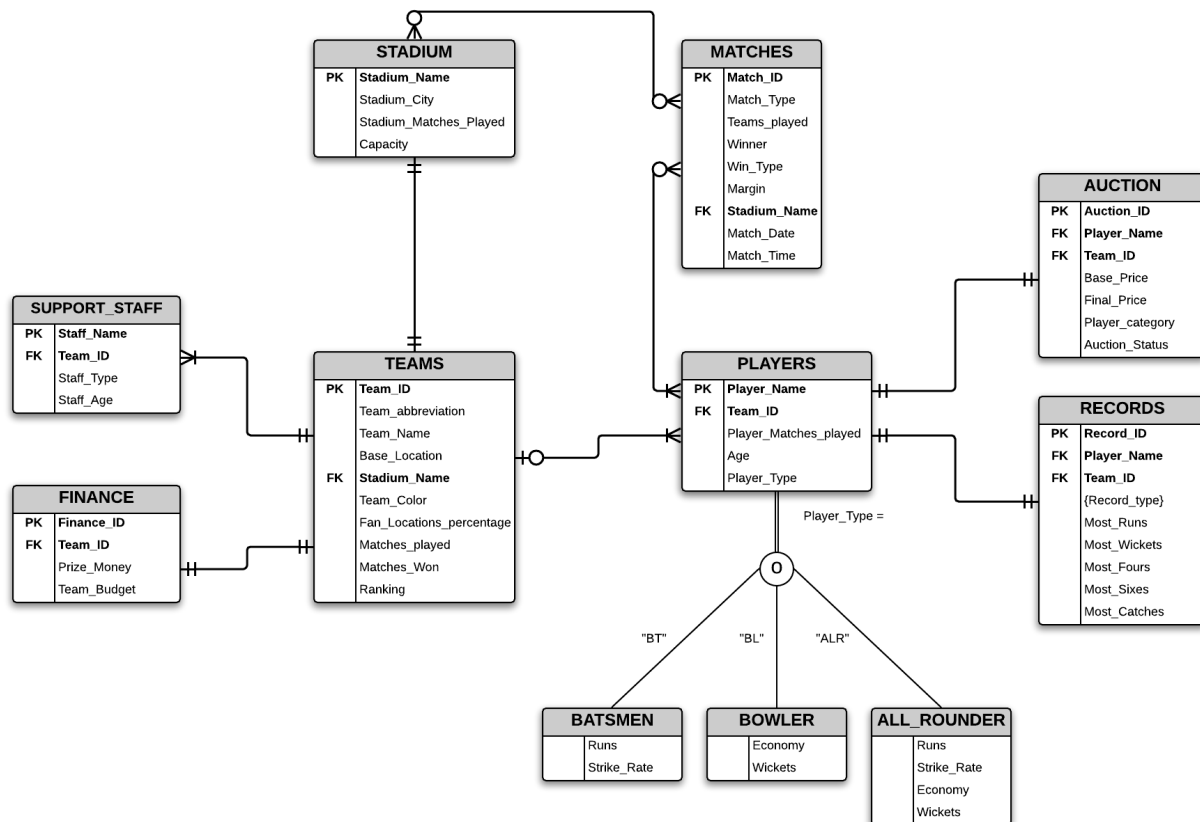 STADIUM
PK Stadium_Name
Stadium_City
Stadium_Matches_Played
Capacity
MATCHES
PK Match_ID
Match_Type
Teams_played
Winner
Win_Type
Margin
FK Stadium_Name
Match_Date
Match_Time
AUCTION
PK Auction_ID
FK Player_Name
FK Team_ID
Base_Price
Final_Price
Player_category
Auction_Status
SUPPORT_STAFF
PK Staff_Name
FK Team_ID
Staff_Type
Staff_Age
TEAMS
PK Team_ID
Team_abbreviation
Team_Name
Base_Location
FK Stadium_Name
Team_Color
Fan_Locations_percentage
Matches_played
Matches_Won
Ranking
PLAYERS
PK Player_Name
FK Team_ID
Player_Matches_played
Age
Player_Type
RECORDS
PK Record_ID
FK Player_Name
FK Team_ID
{Record_type}
Most_Runs
Most_Wickets
Most_Fours
Most_Sixes
Most_Catches
FINANCE
PK Finance_ID
FK Team_ID
Prize_Money
Team_Budget
Player_Type =
O
"BT"
"BL"
"ALR"
BATSMEN
Runs
Strike_Rate
BOWLER
Economy
Wickets
ALL_ROUNDER
Runs
Strike_Rate
Economy
Wickets